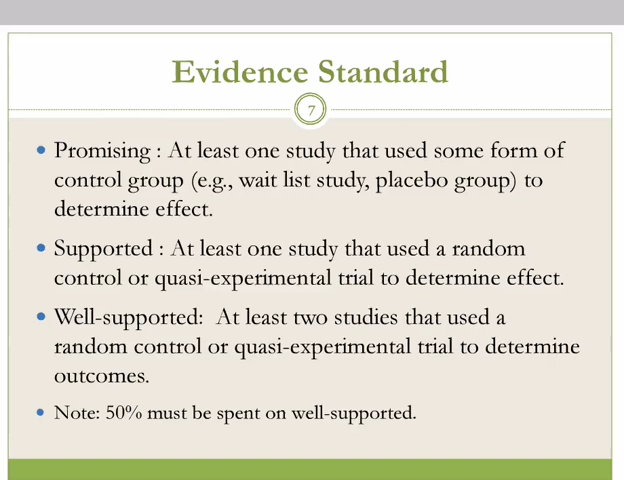 Evidence Standard
7
• Promising : At least one study that used some form of
control group (e.g., wait list study, placebo group) to
determine effect.
• Supported : At least one study that used a random
control or quasi-experimental trial to determine effect.
• Well-supported:  At least two studies that used a
random control or quasi-experimental trial to determine
outcomes.
• Note: 50% must be spent on well-supported.